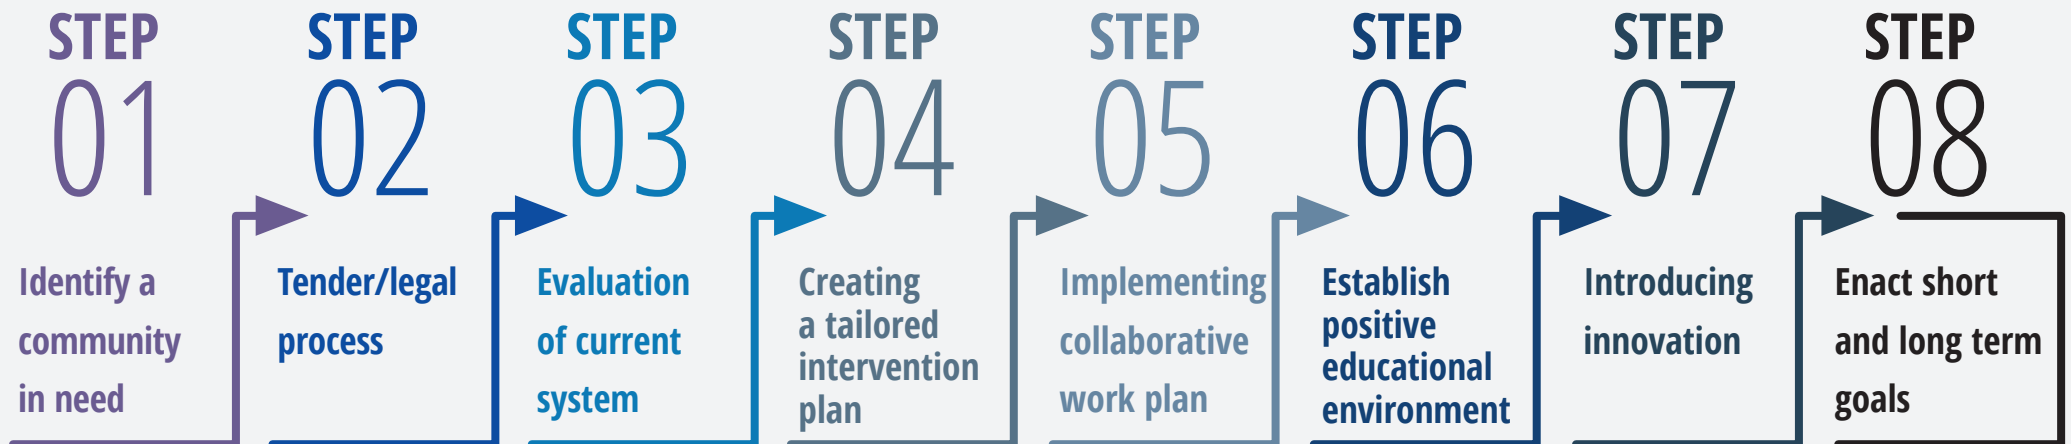 STEP
01
Identify a
community
in need
STEP
02
Tender/legal
process
STEP
03
Evaluation
of current
system
STEP
04
Creating
a tailored
intervention
plan
STEP
05
Implementing
collaborative
work plan
STEP
06
Establish
positive
educational
environment
STEP
07
Introducing
innovation
STEP
08
Enact short
and long term
goals